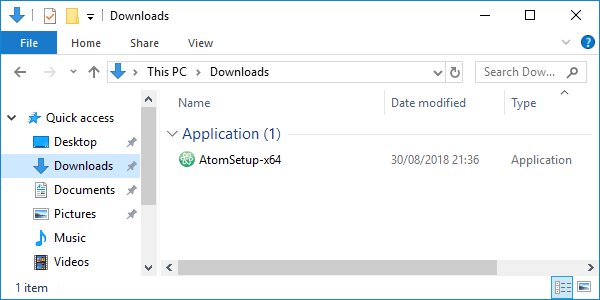 Downloads
File Home Share View
This PC Downloads
Search Dow...
Name Date modified Type
Quick access
Desktop
Downloads
Documents
Pictures
Music
Videos
Application (1)
AtomSetup-x64 30/08/2018 21:36 Application
1 item